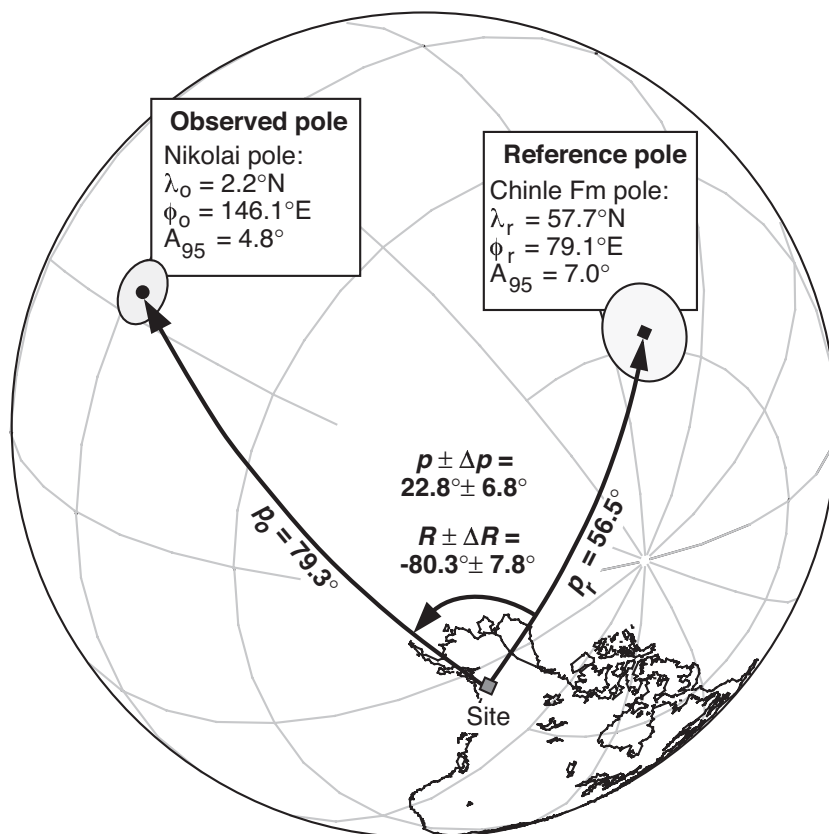 Observed pole
Nikolai pole:
λo = 2.2°N
ϕo = 146.1°E
A95 = 4.8°
Reference pole
Chinle Fm pole:
λr = 57.7°N
ϕr = 79.1°E
A95 = 7.0°
p ± Δp =
22.8°± 6.8°
R ± ΔR =
-80.3°± 7.8°
po = 79.3°
pr = 56.5°
Site